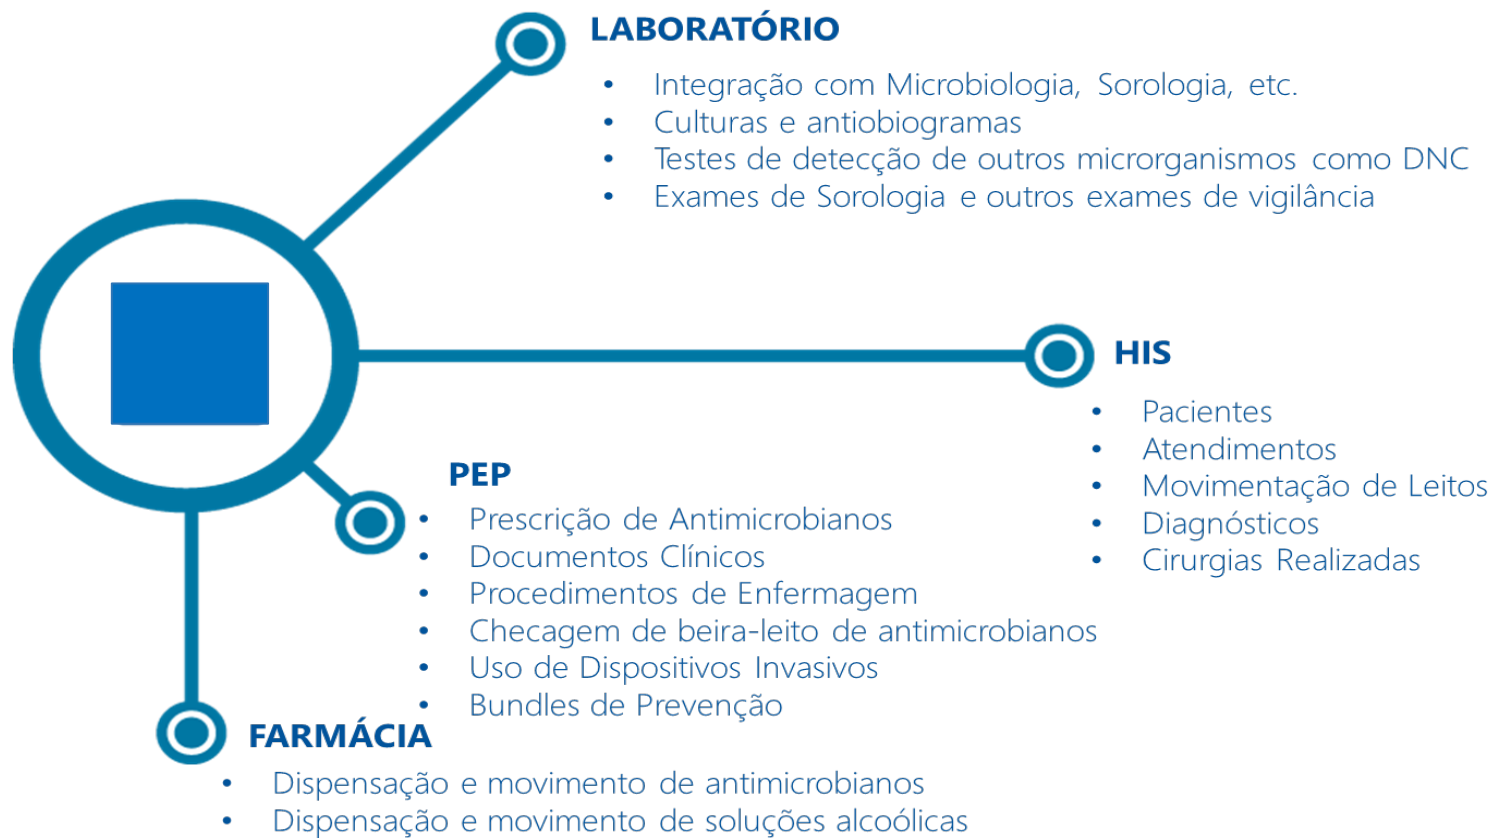 LABORATÓRIO
• Integração com Microbiologia, Sorologia, etc.
• Culturas e antiobiogramas
• Testes de detecção de outros microrganismos como DNC
• Exames de Sorologia e outros exames de vigilância
HIS
• Pacientes
• Atendimentos
• Movimentação de Leitos
• Diagnósticos
• Cirurgias Realizadas
PEP
• Prescrição de Antimicrobianos
• Documentos Clínicos
• Procedimentos de Enfermagem
• Checagem de beira-leito de antimicrobianos
• Uso de Dispositivos Invasivos
• Bundles de Prevenção
FARMÁCIA
• Dispensação e movimento de antimicrobianos
• Dispensação e movimento de soluções alcoólicas